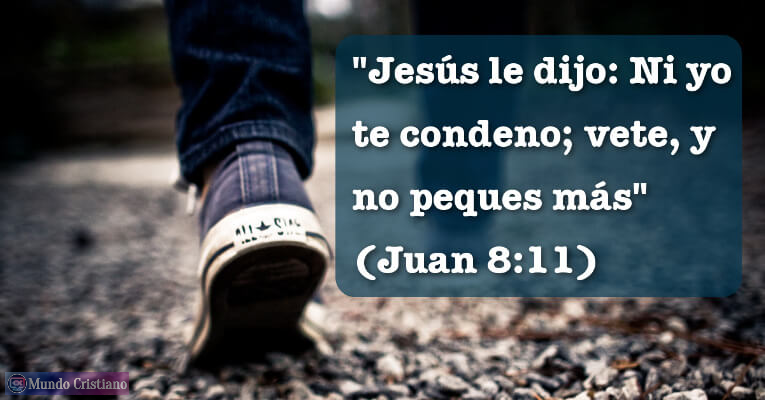 "Jesús le dijo: Ni yo
te condeno; vete, y
no peques más"
(Juan 8:11)
ALL STAR
Mundo Cristiano